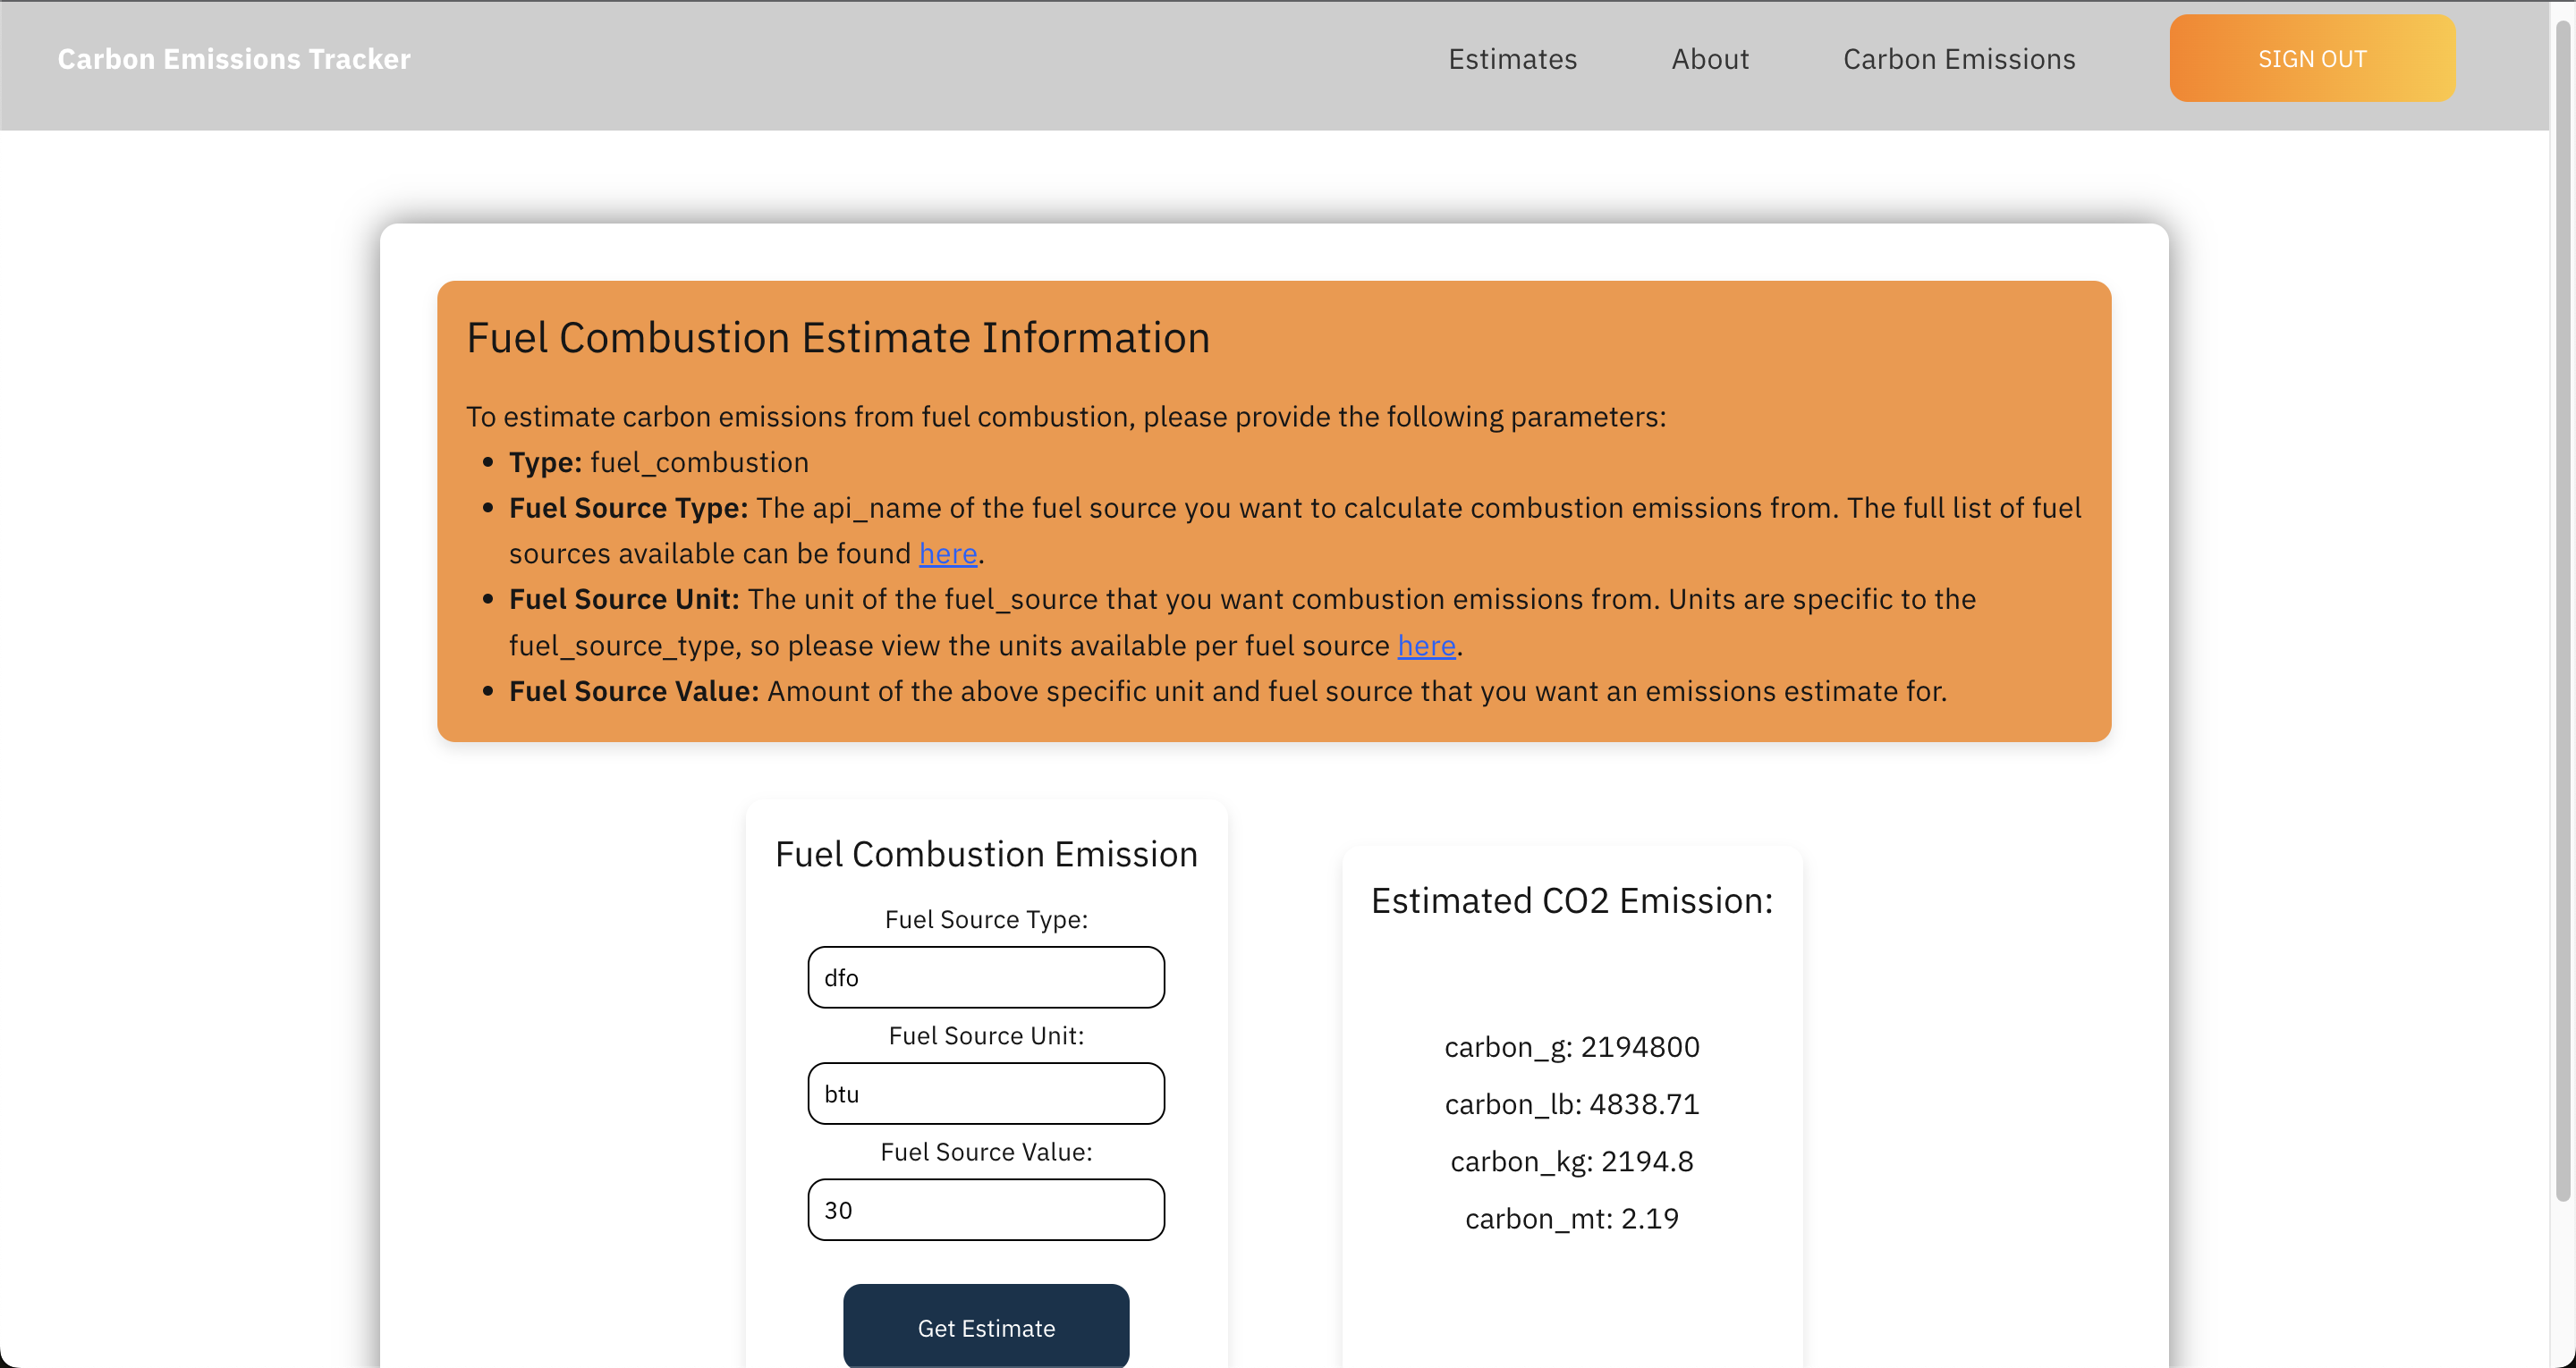 Carbon Emissions Tracker
Estimates
About
Carbon Emissions
SIGN OUT
Fuel Combustion Estimate Information
To estimate carbon emissions from fuel combustion, please provide the following parameters:
• Type: fuel_combustion
• Fuel Source Type: The api_name of the fuel source you want to calculate combustion emissions from. The full list of fuel
sources available can be found here.
• Fuel Source Unit: The unit of the fuel_source that you want combustion emissions from. Units are specific to the
fuel_source_type, so please view the units available per fuel source here.
• Fuel Source Value: Amount of the above specific unit and fuel source that you want an emissions estimate for.
Fuel Combustion Emission
Fuel Source Type:
dfo
Fuel Source Unit:
btu
Fuel Source Value:
30
Get Estimate
Estimated CO2 Emission:
carbon_g: 2194800
carbon_lb: 4838.71
carbon_kg: 2194.8
carbon_mt: 2.19